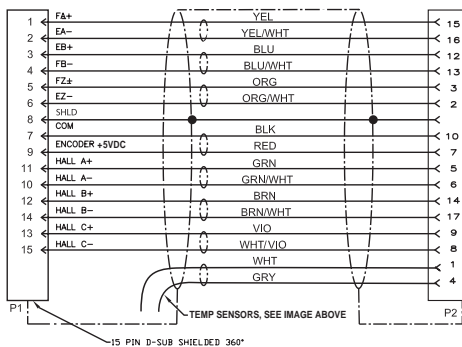 1 EA+ YEL 15
2 EA- YEL/WHT 16
3 EB+ BLU 12
4 FB- BLU/WHT 13
5 FZ± ORG 3
6 EZ- ORG/WHT 2
8 SHLD
7 COM BLK 10
9 ENCODER +5VDC RED 7
11 HALL A+ GRN 5
10 HALL A- GRN/WHT 6
12 HALL B+ BRN 14
14 HALL B- BRN/WHT 17
13 HALL C+ VIO 9
15 HALL C- WHT/VIO 8
WHT 1
GRY 4
P1 P2
TEMP SENSORS, SEE IMAGE ABOVE
15 PIN D-SUB SHIELDED 360°